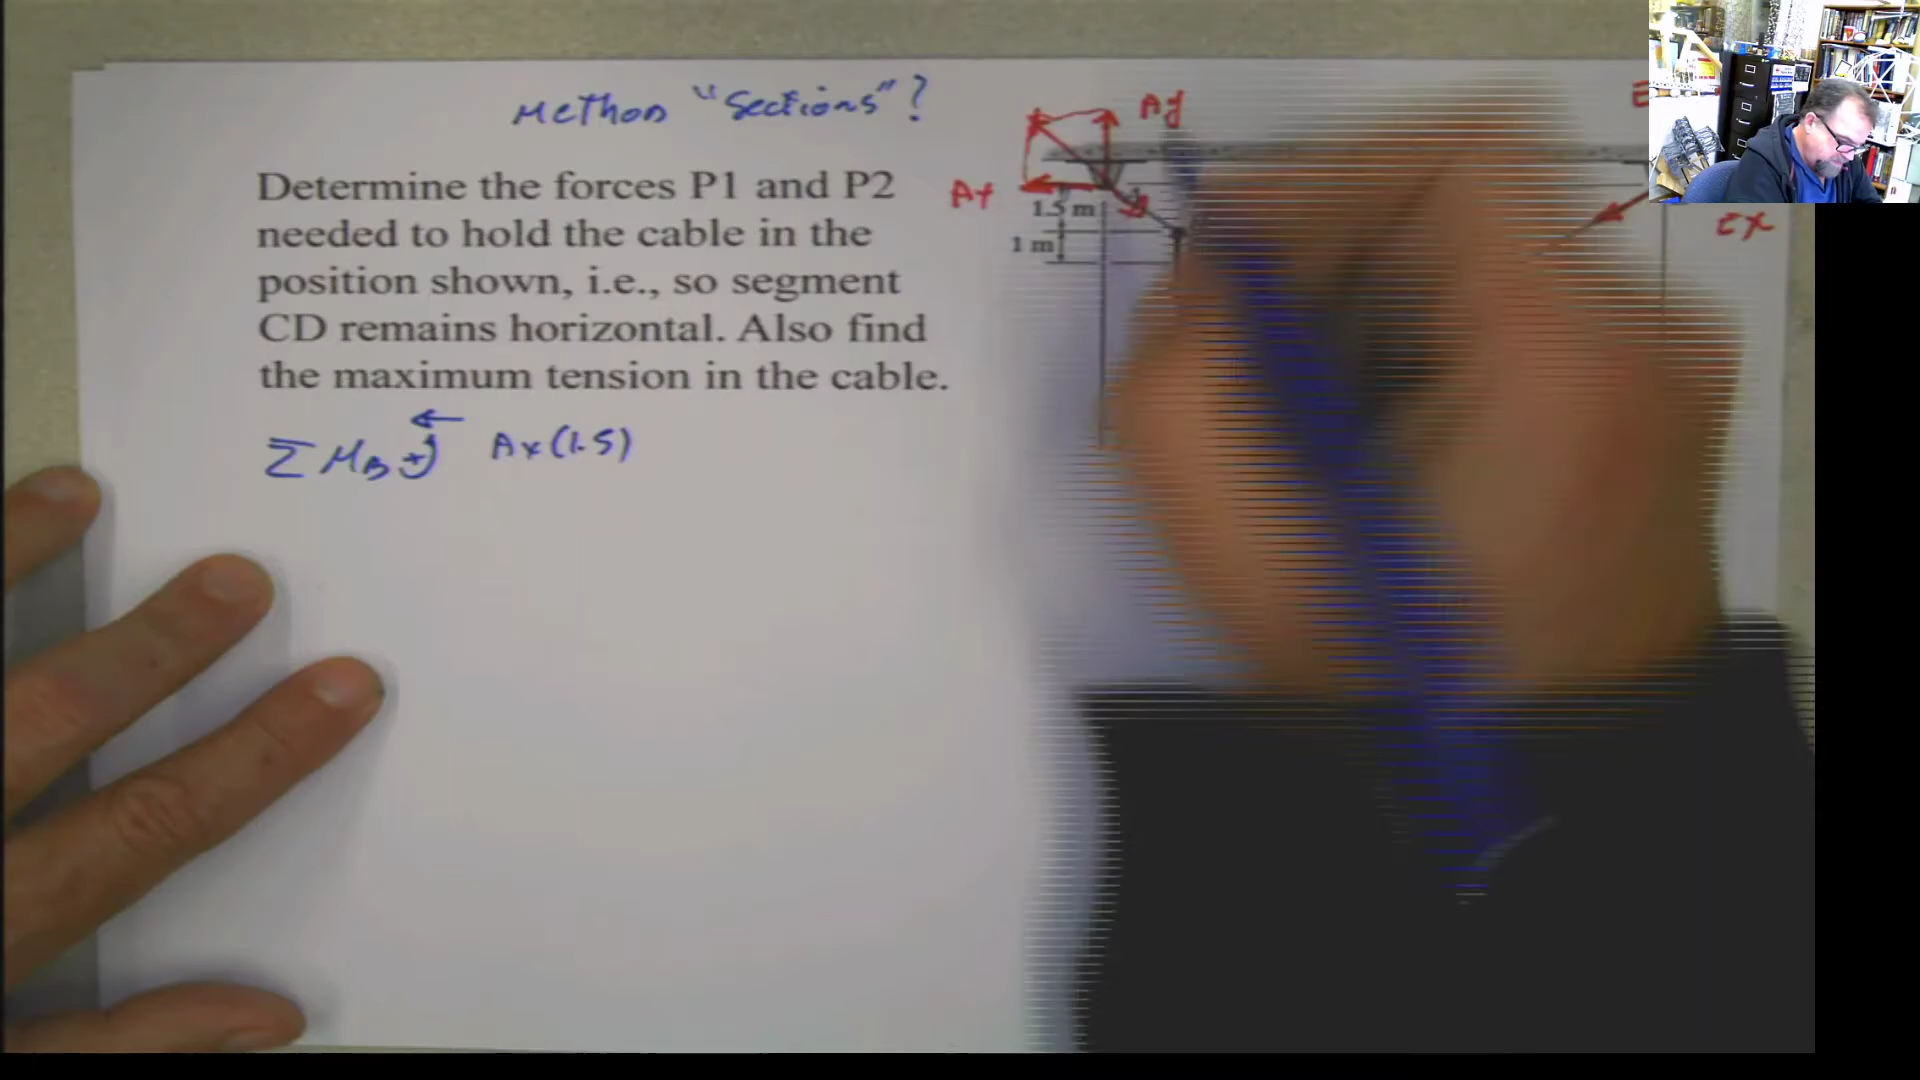 Method "Sections"?
Determine the forces P1 and P2
needed to hold the cable in the
position shown, i.e., so segment
CD remains horizontal. Also find
the maximum tension in the cable.
ΣMB + Ax(1.5)
Ay
Ax
1.5 m
1 m
E
Ex